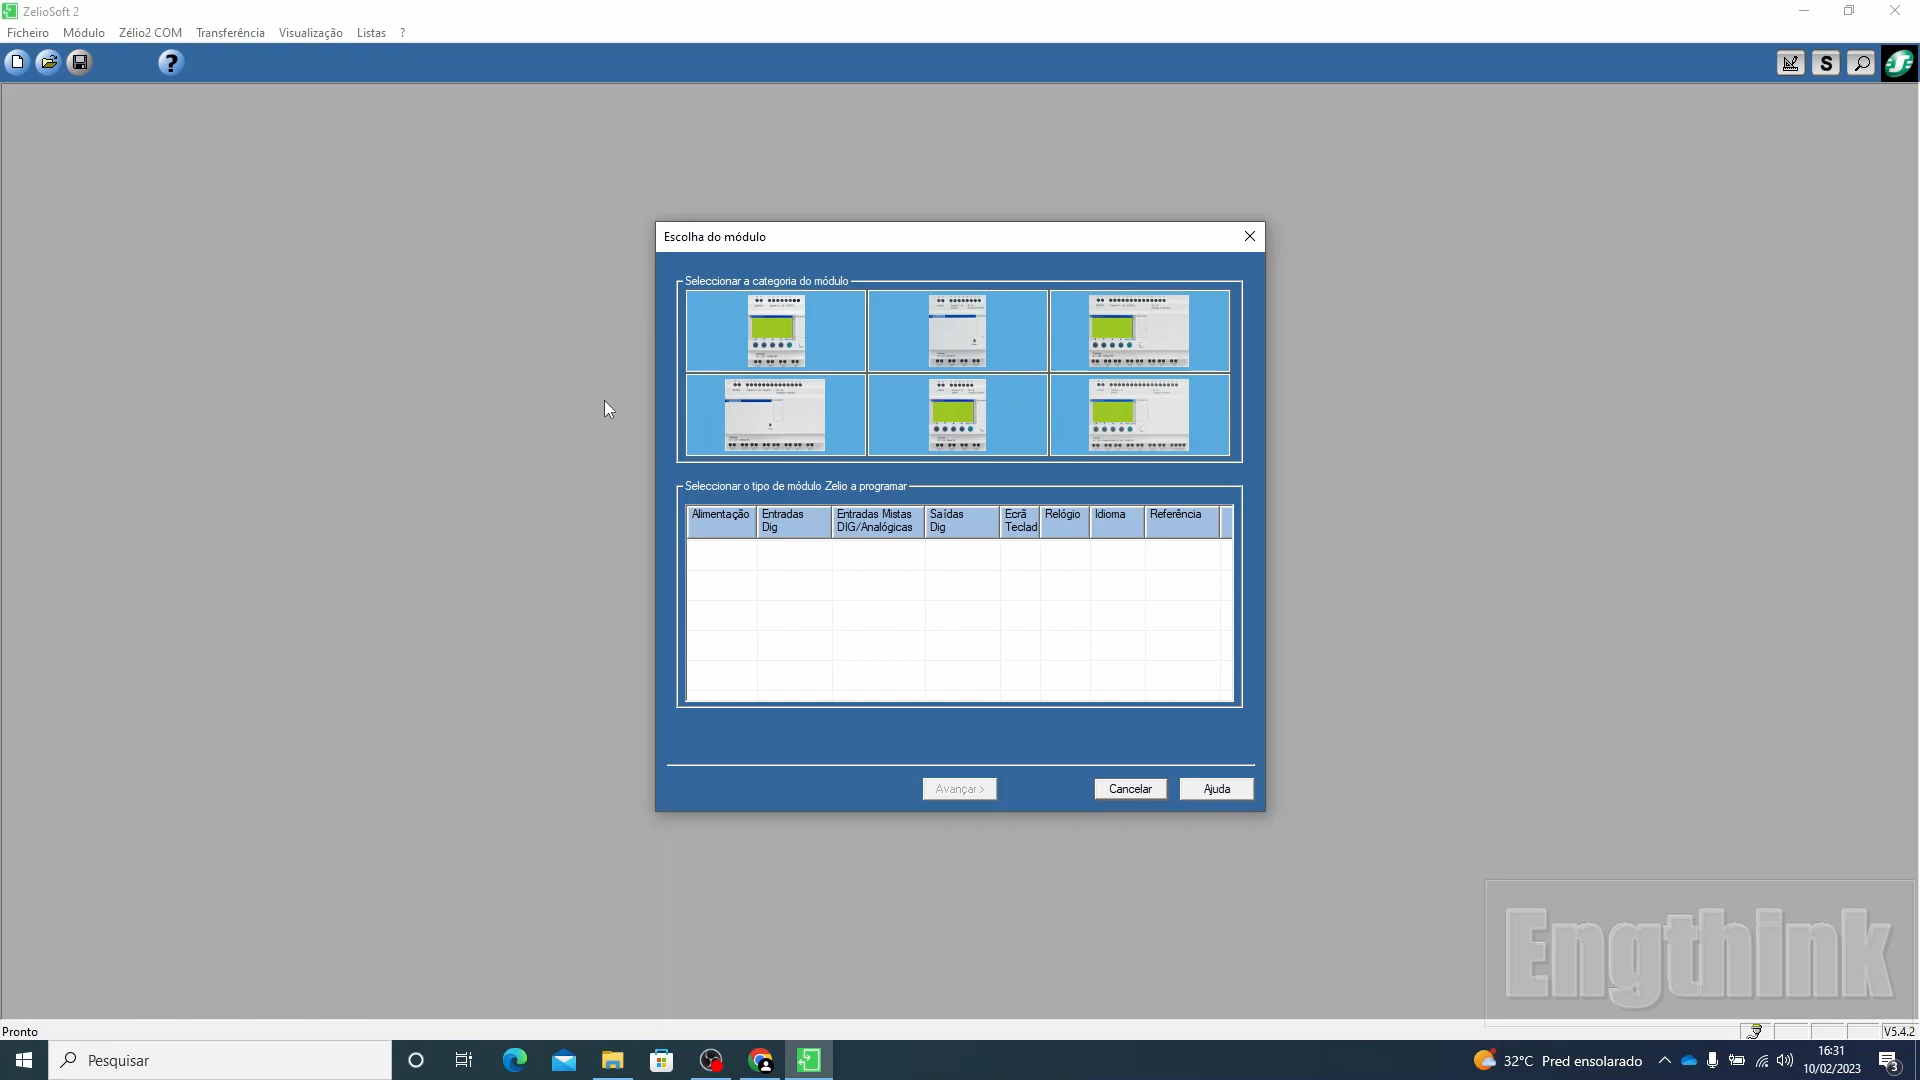 ZelioSoft 2
Ficheiro Módulo Zélio2 COM Transferência Visualização Listas ?
S
Escolha do módulo
Seleccionar a categoria do módulo
Seleccionar o tipo de módulo Zelio a programar
Alimentação Entradas Dig Entradas Mistas DIG/Analógicas Saídas Dig Ecrã Teclad Relógio Idioma Referência
Avançar > Cancelar Ajuda
Engthink
Pronto V5.4.2
Pesquisar 32°C Pred ensolarado 16:31
10/02/2023 3